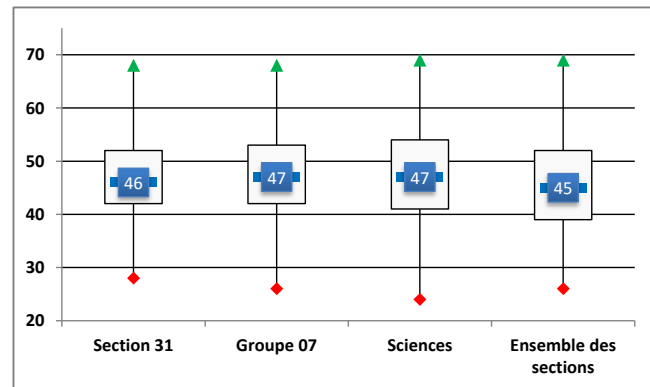 70
60
50
40
30
20
46
47
47
45
Section 31
Groupe 07
Sciences
Ensemble des
sections